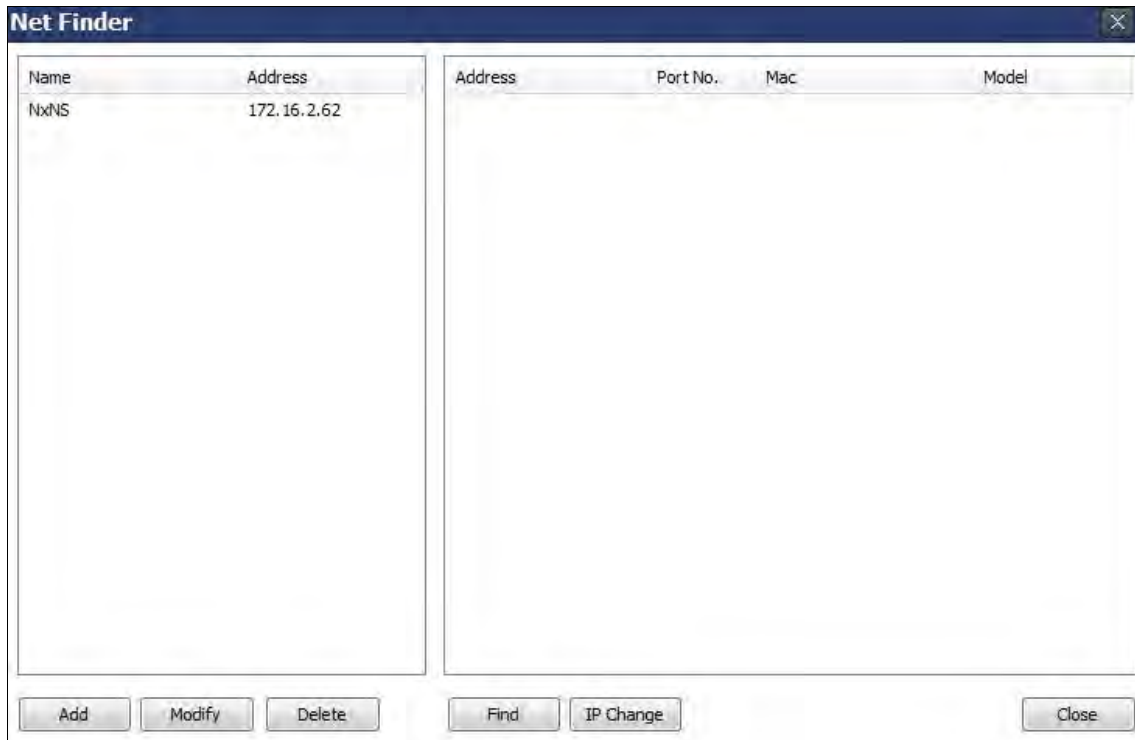 Net Finder
Name Address
NxNS 172.16.2.62
Address Port No. Mac Model
Add Modify Delete Find IP Change Close